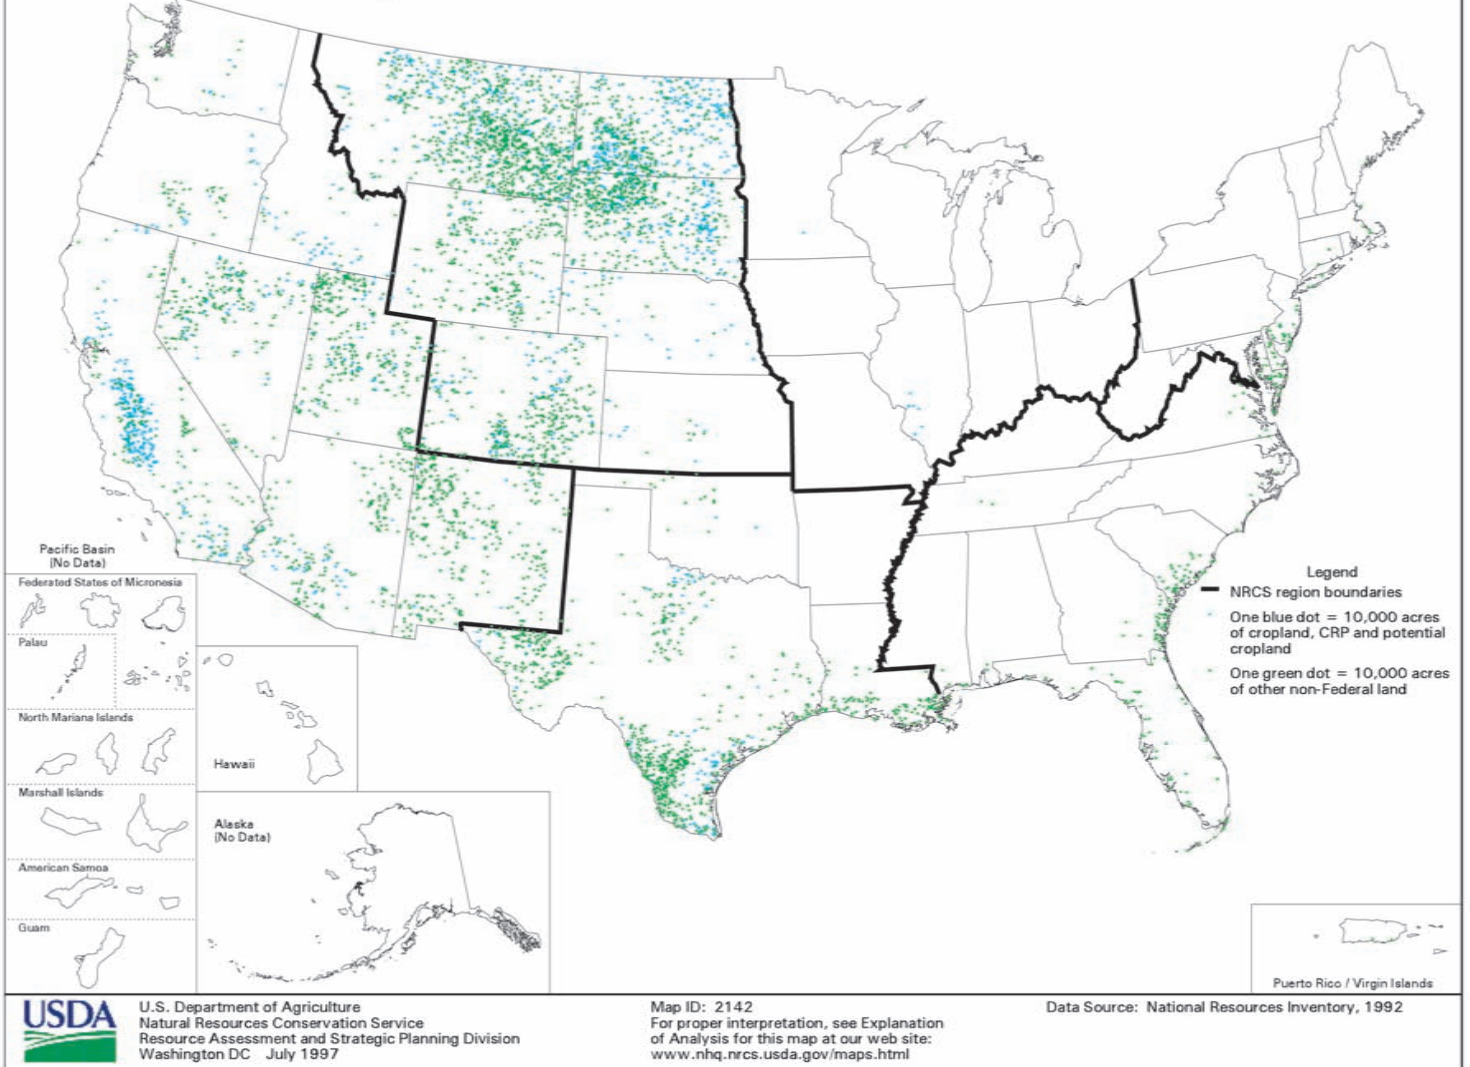 Pacific Basin
(No Data)
Federated States of Micronesia
Palau
North Mariana Islands
Marshall Islands
American Samoa
Guam
Hawaii
Alaska
(No Data)
Legend
NRCS region boundaries
One blue dot = 10,000 acres
of cropland, CRP and potential
cropland
One green dot = 10,000 acres
of other non-Federal land
Puerto Rico / Virgin Islands
USDA
U.S. Department of Agriculture
Natural Resources Conservation Service
Resource Assessment and Strategic Planning Division
Washington DC July 1997
Map ID: 2142
For proper interpretation, see Explanation
of Analysis for this map at our web site:
www.nhq.nrcs.usda.gov/maps.html
Data Source: National Resources Inventory, 1992